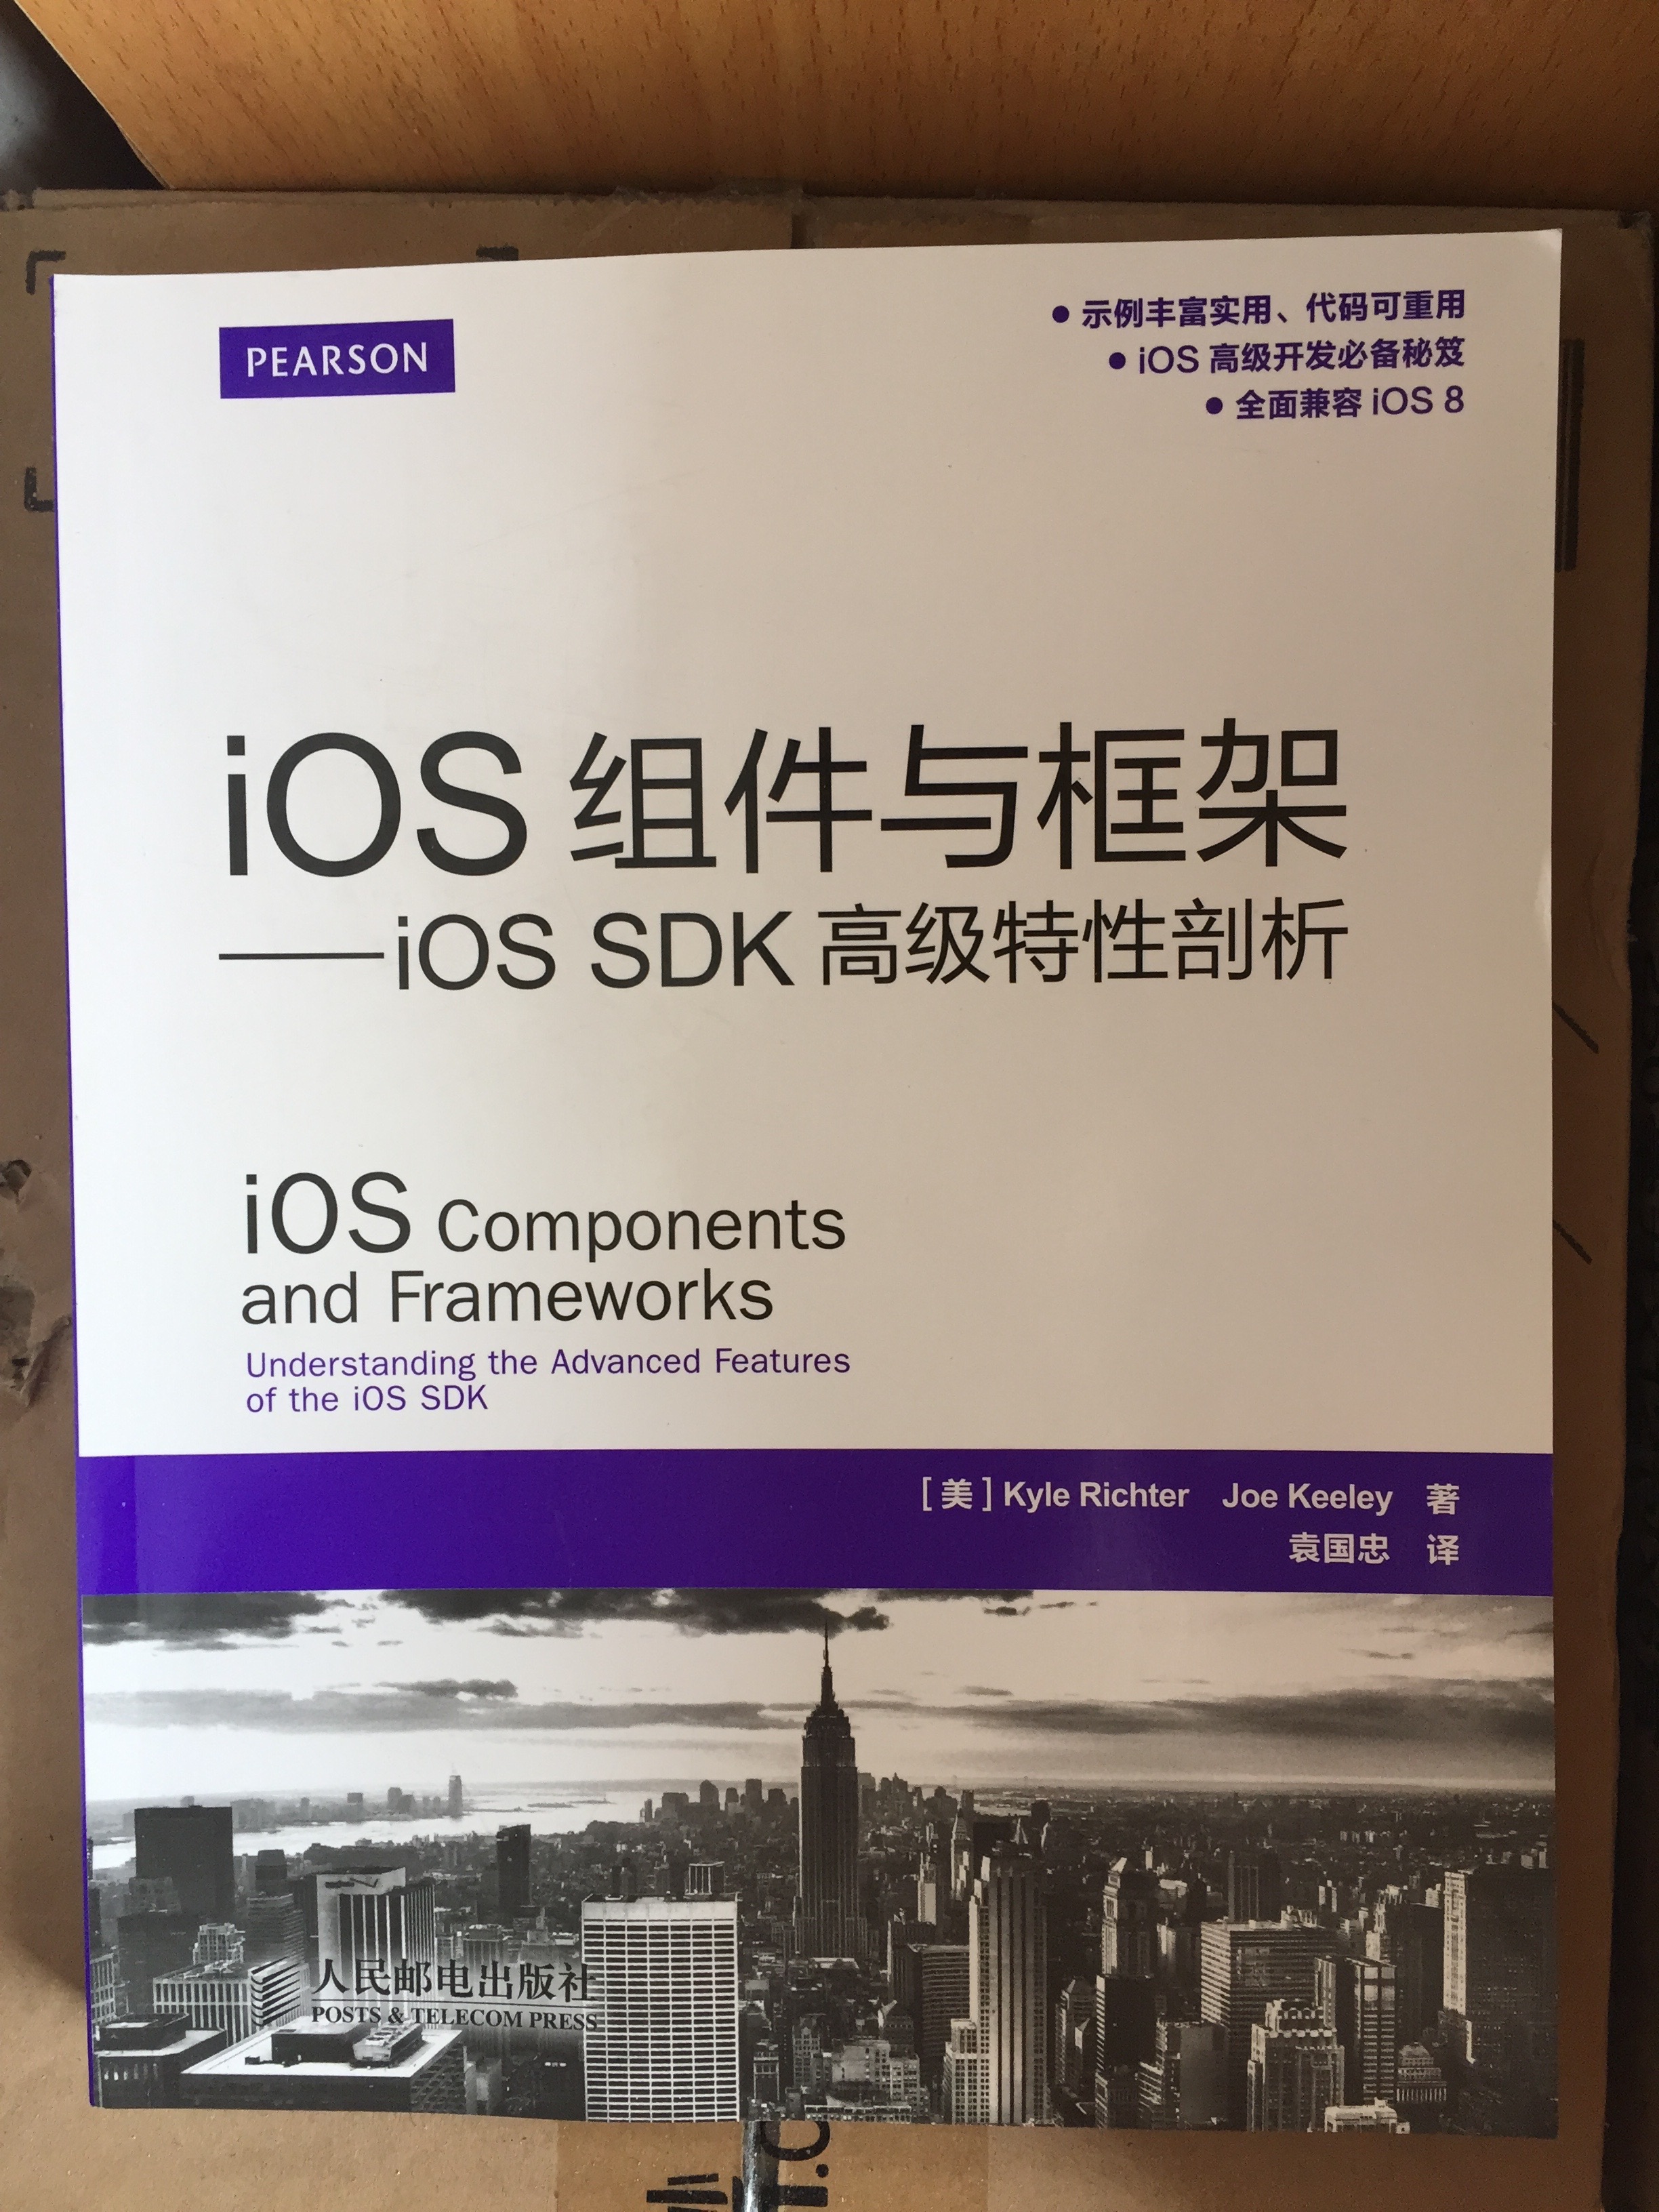 PEARSON
● 示例丰富实用、代码可重用
● iOS 高级开发必备秘笈
● 全面兼容 iOS 8
iOS 组件与框架
——iOS SDK 高级特性剖析
iOS Components
and Frameworks
Understanding the Advanced Features
of the iOS SDK
[美] Kyle Richter Joe Keeley 著
袁国忠 译
人民邮电出版社
POSTS & TELECOM PRESS